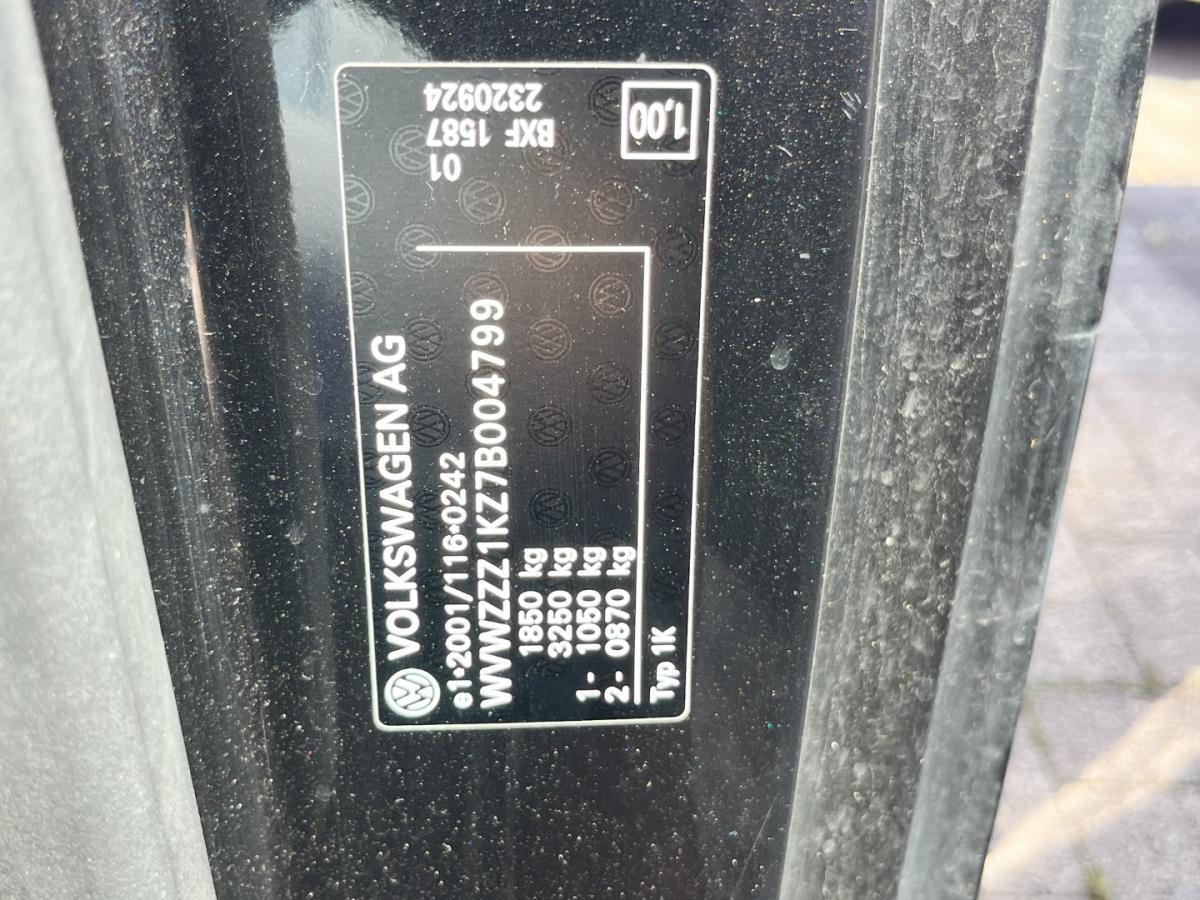 VOLKSWAGEN AG
e1*2001/116*0242
WVWZZZ1KZ7B004799
1850 kg
3250 kg
1- 1050 kg
2- 0870 kg
Typ 1K
01
BXF 1587
2320924
1,00